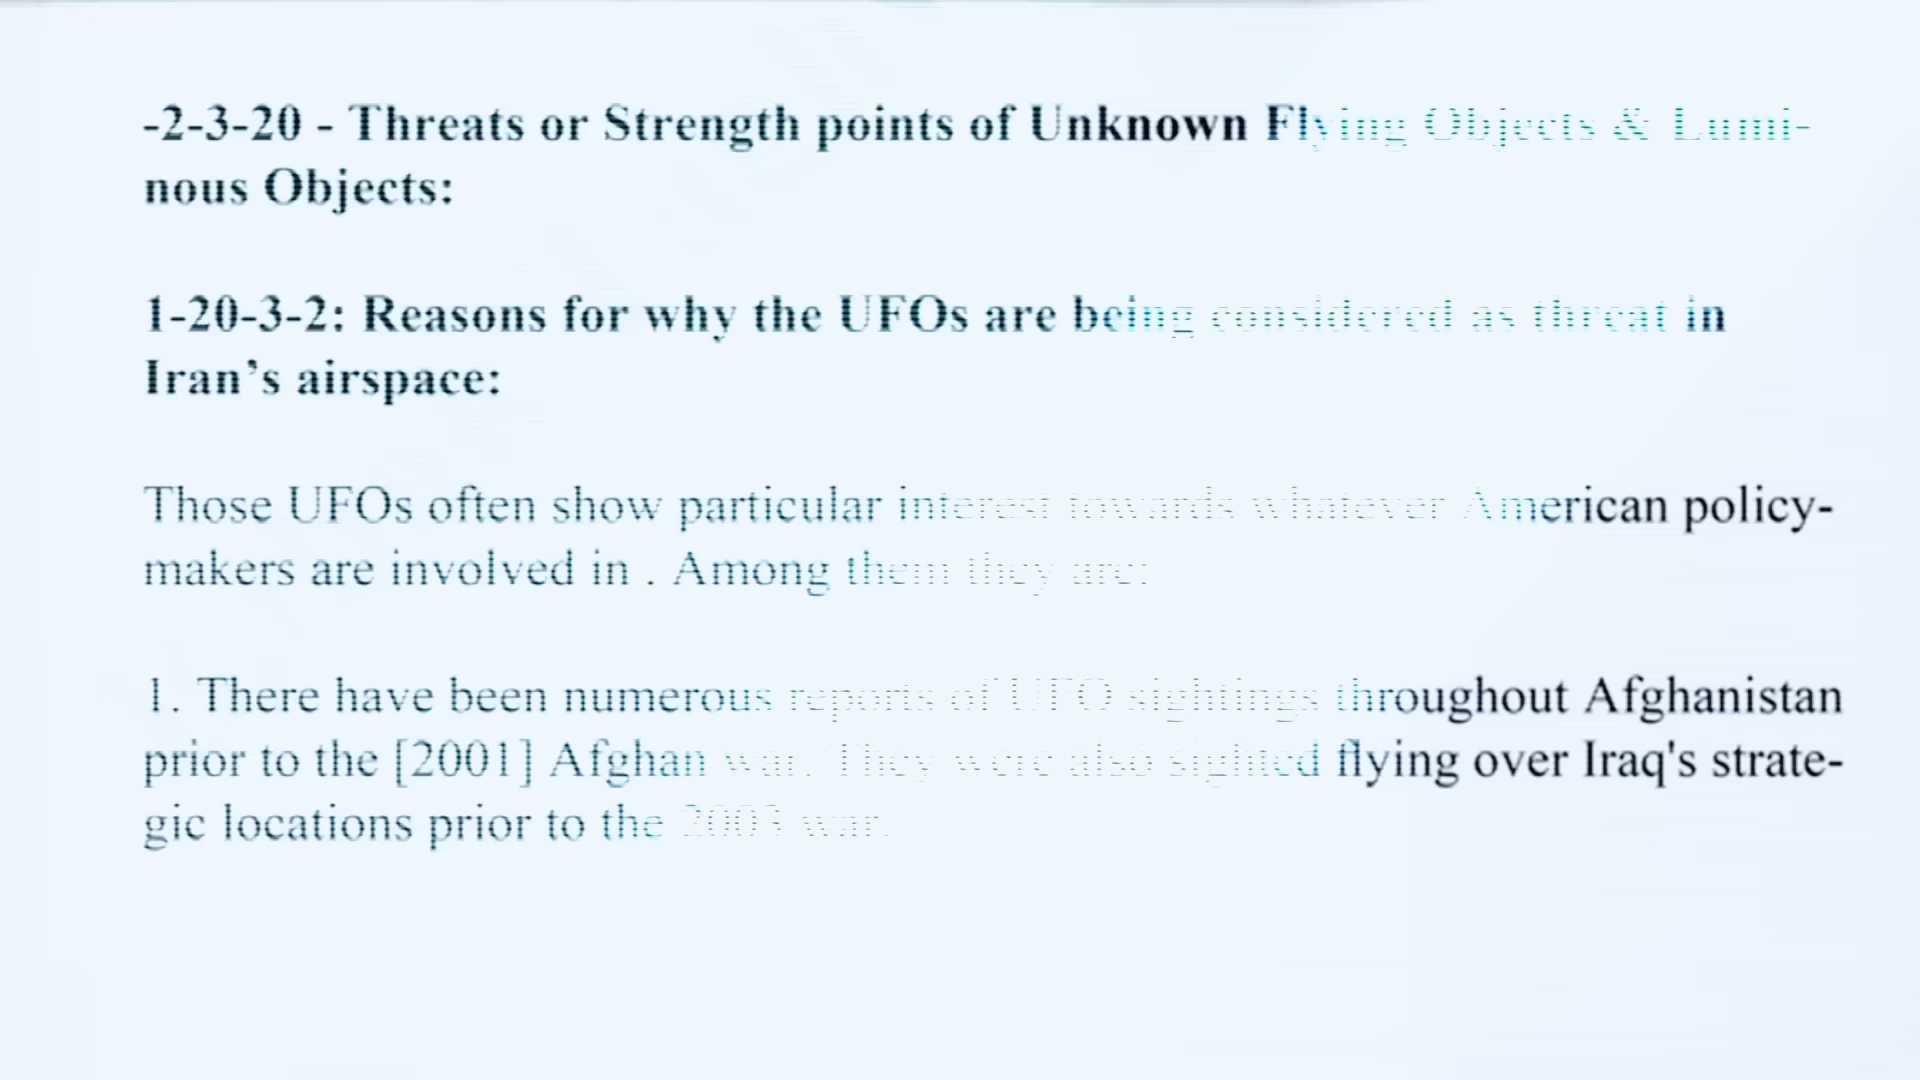 -2-3-20 - Threats or Strength points of Unknown Flying Objects & Lumi-
nous Objects:
1-20-3-2: Reasons for why the UFOs are being considered as threat in
Iran’s airspace:
Those UFOs often show particular interest towards whatever American policy-
makers are involved in . Among them they are:
1. There have been numerous reports of UFO sightings throughout Afghanistan
prior to the [2001] Afghan war. They were also sighted flying over Iraq's strate-
gic locations prior to the 2003 war.